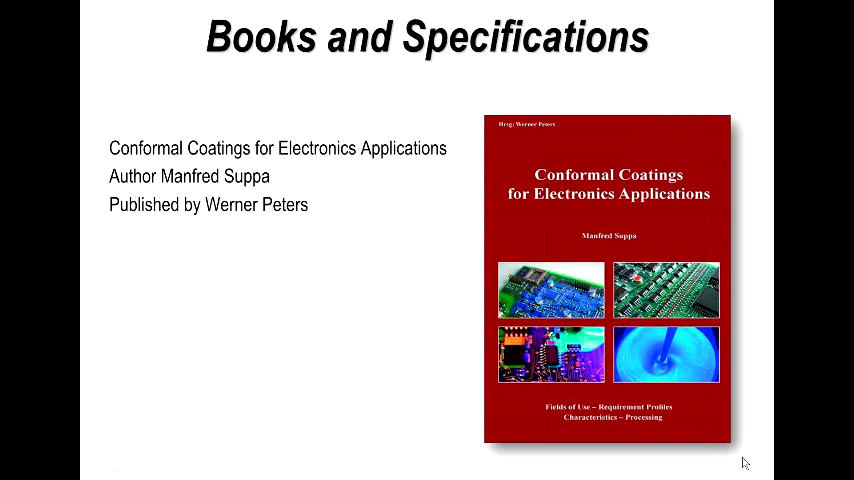 Books and Specifications
Conformal Coatings for Electronics Applications
Author Manfred Suppa
Published by Werner Peters
Hrsg: Werner Peters
Conformal Coatings
for Electronics Applications
Manfred Suppa
Fields of Use – Requirement Profiles
Characteristics – Processing